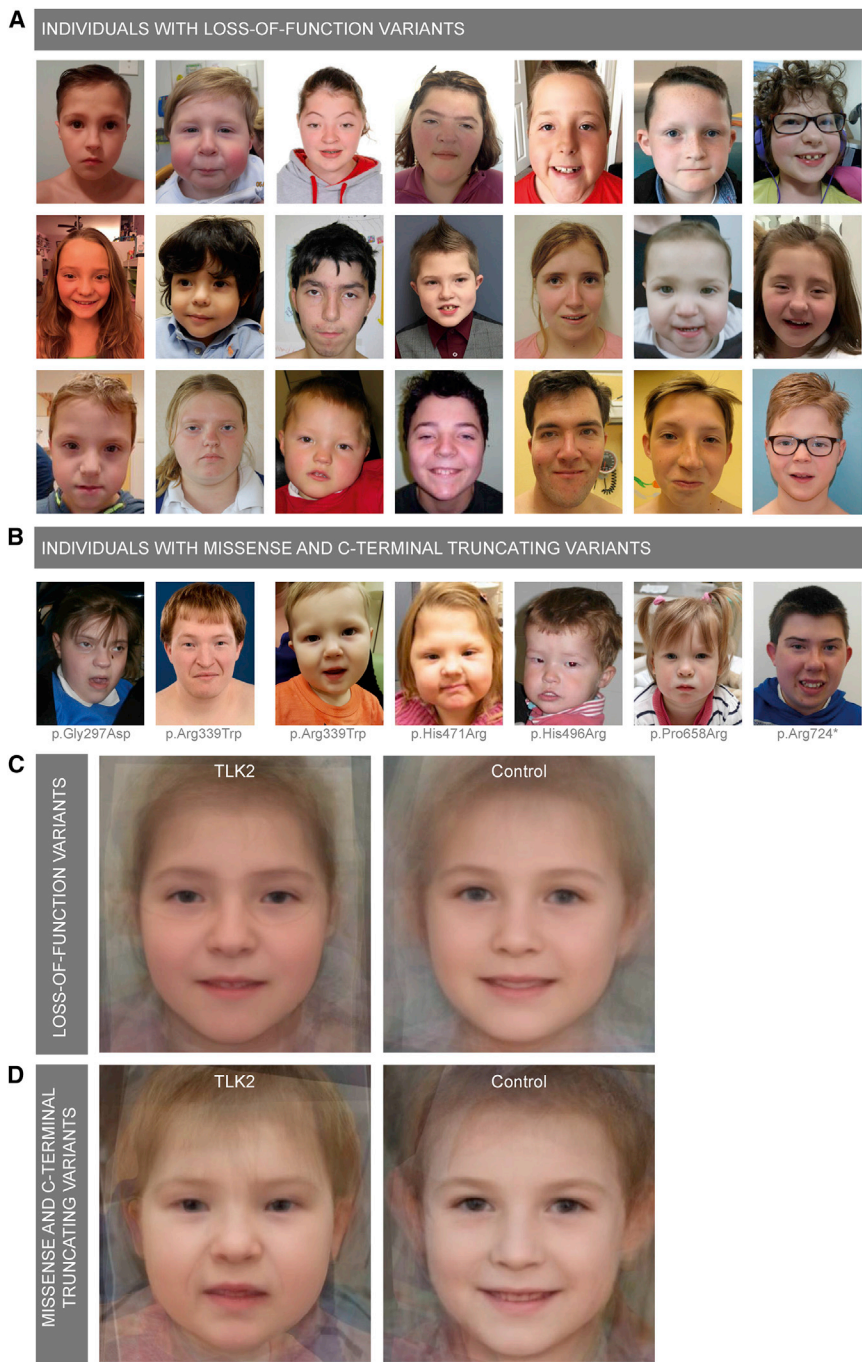 A
INDIVIDUALS WITH LOSS-OF-FUNCTION VARIANTS
B
INDIVIDUALS WITH MISSENSE AND C-TERMINAL TRUNCATING VARIANTS
p.Gly297Asp
p.Arg339Trp
p.Arg339Trp
p.His471Arg
p.His496Arg
p.Pro658Arg
p.Arg724*
C
LOSS-OF-FUNCTION VARIANTS
TLK2
Control
D
MISSENSE AND C-TERMINAL
TRUNCATING VARIANTS
TLK2
Control